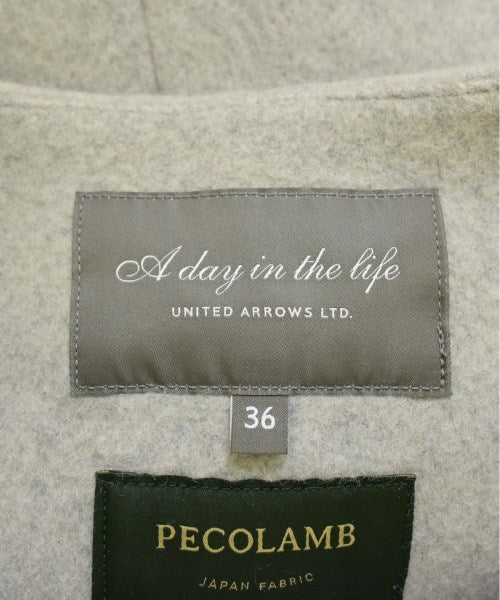 A day in the life
UNITED ARROWS LTD.
36
PECOLAMB
JAPAN FABRIC